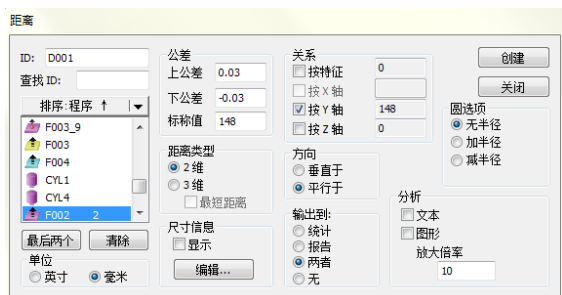 距离
ID: D001
查找 ID:
排序:程序 ↑
F003_9
F003
F004
CYL1
CYL4
F002 2
最后两个 清除
单位
英寸 毫米
公差
上公差 0.03
下公差 -0.03
标称值 148
距离类型
2 维
3 维
最短距离
尺寸信息
显示
编辑...
关系
按特征 0
按 X 轴
按 Y 轴 148
按 Z 轴 0
方向
垂直于
平行于
输出到:
统计
报告
两者
无
创建
关闭
圆选项
无半径
加半径
减半径
分析
文本
图形
放大倍率
10